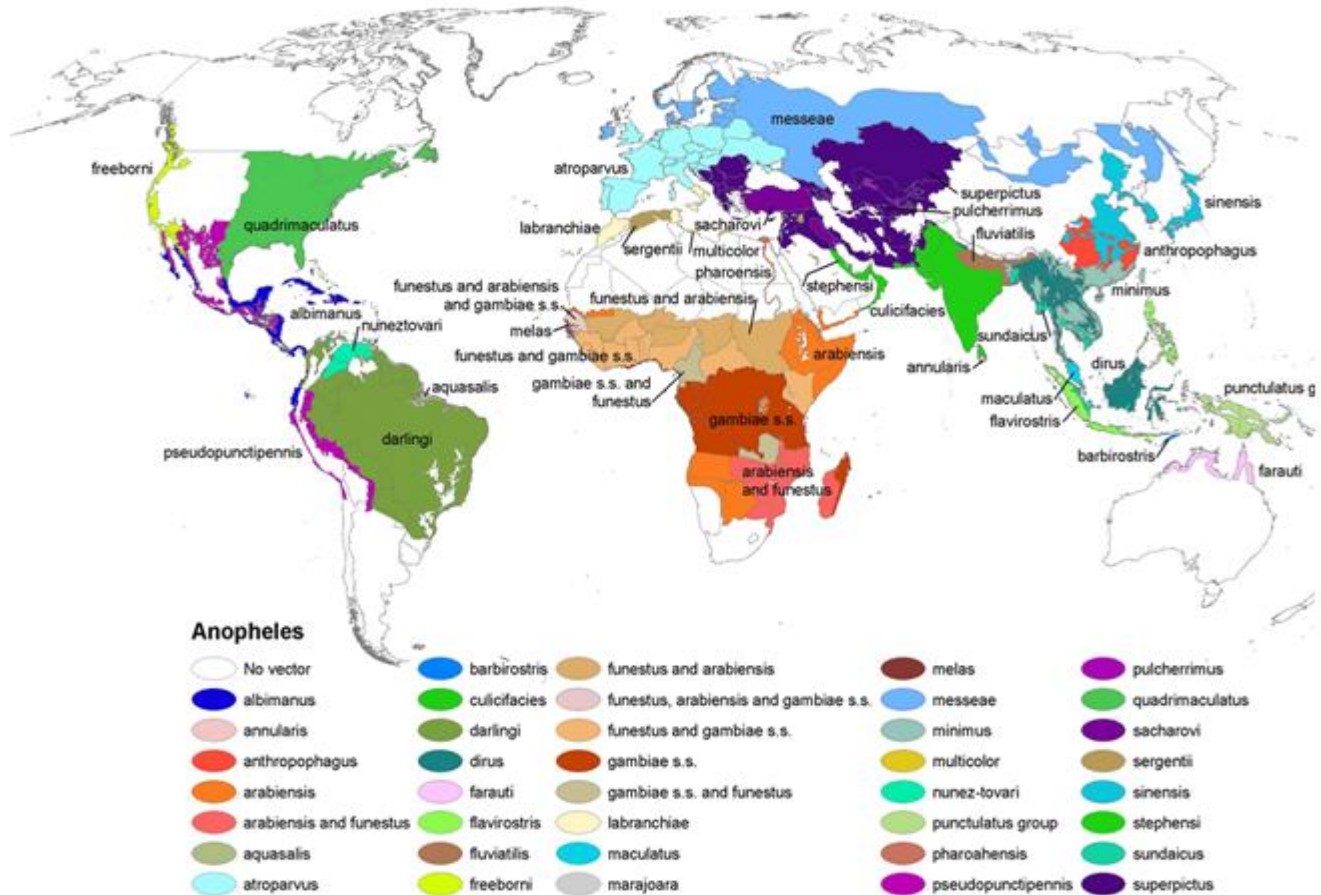 messeae
freeborni
atroparvus
superpictus
sinensis
quadrimaculatus
labranchiae
sacharovi
pulcherrimus
sergentii
multicolor
fluviatilis
anthropophagus
pharoensis
funestus and arabiensis
and gambiae s.s.
funestus and arabiensis
stephensi
minimus
albimanus
nuneztovari
melas
culicifacies
sundaicus
funestus and gambiae s.s.
arabiensis
annularis
dirus
aquasalis
gambiae s.s. and
funestus
punctulatus g
maculatus
gambiae s.s.
flavirostris
darlingi
pseudopunctipennis
barbirostris
arabiensis
and funestus
farauti
Anopheles
No vector
albimanus
annularis
anthropophagus
arabiensis
arabiensis and funestus
aquasalis
atroparvus
barbirostris
culicifacies
darlingi
dirus
farauti
flavirostris
fluviatilis
freeborni
funestus and arabiensis
funestus, arabiensis and gambiae s.s.
funestus and gambiae s.s.
gambiae s.s.
gambiae s.s. and funestus
labranchiae
maculatus
marajoara
melas
messeae
minimus
multicolor
nunez-tovari
punctulatus group
pharoahensis
pseudopunctipennis
pulcherrimus
quadrimaculatus
sacharovi
sergentii
sinensis
stephensi
sundaicus
superpictus